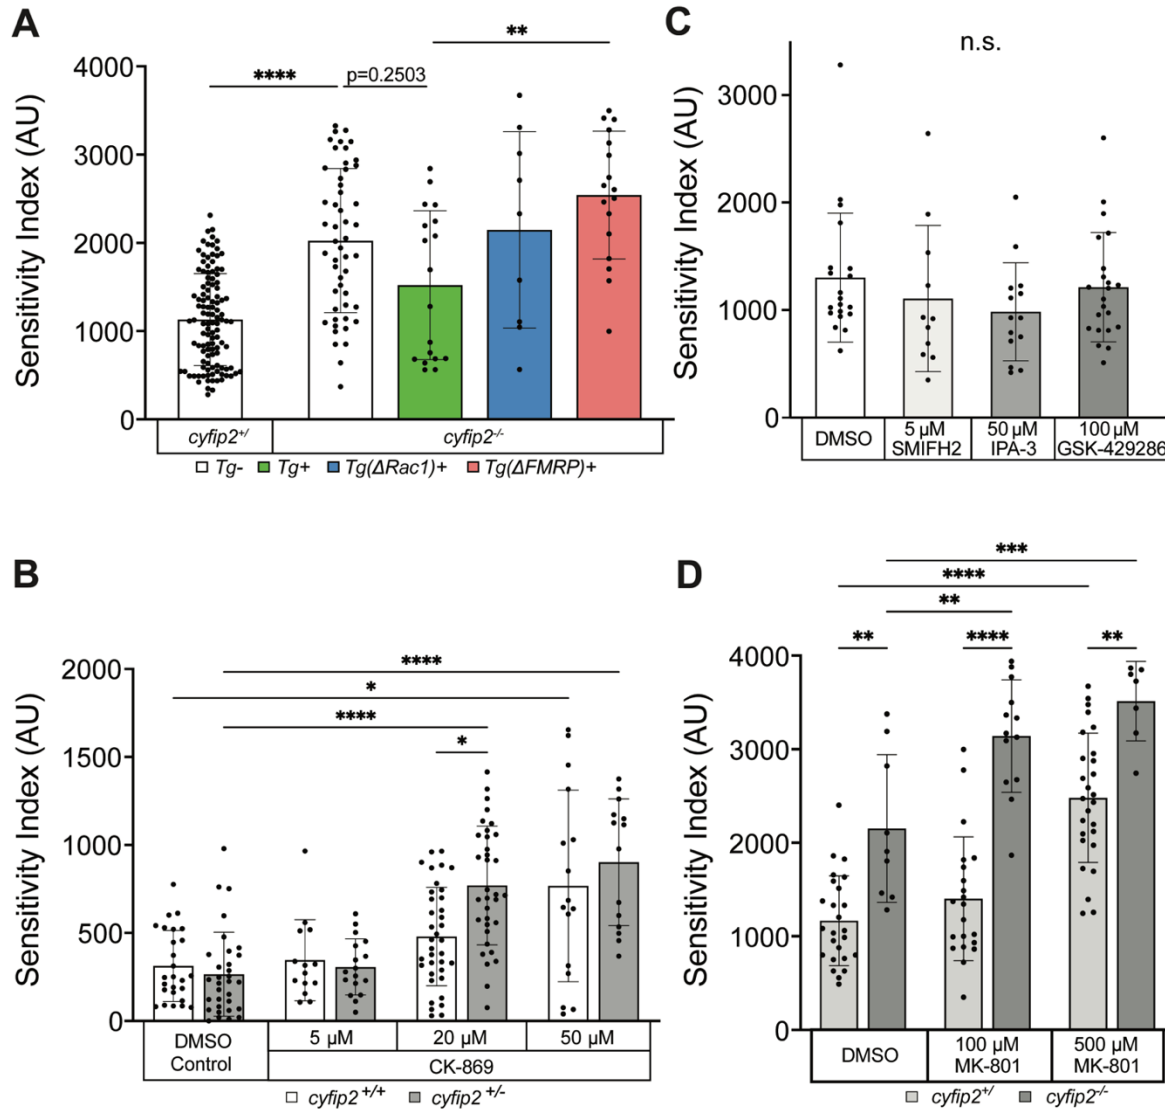 A
**
****
p=0.2503
Sensitivity Index (AU)
4000
3000
2000
1000
0
cyfip2+/
cyfip2-/-
Tg- Tg+ Tg(ΔRac1)+ Tg(ΔFMRP)+
C
n.s.
Sensitivity Index (AU)
3000
2000
1000
0
DMSO
5 µM
SMIFH2
50 µM
IPA-3
100 µM
GSK-429286
B
****
*
****
*
Sensitivity Index (AU)
2000
1500
1000
500
0
DMSO
Control
5 µM
20 µM
50 µM
CK-869
cyfip2 +/+ cyfip2 +/-
D
***
****
**
**
****
**
Sensitivity Index (AU)
4000
3000
2000
1000
0
DMSO
100 µM
MK-801
500 µM
MK-801
cyfip2+/ cyfip2-/-